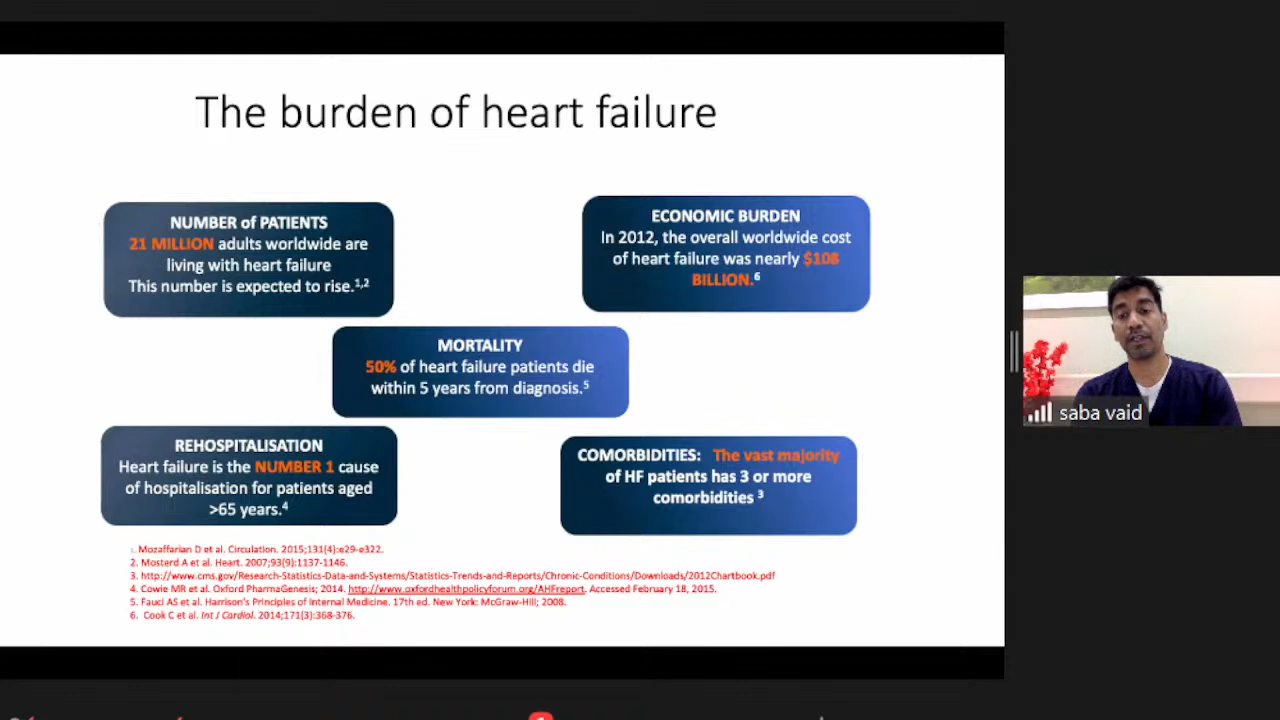 The burden of heart failure
NUMBER of PATIENTS
21 MILLION adults worldwide are
living with heart failure
This number is expected to rise.1,2
ECONOMIC BURDEN
In 2012, the overall worldwide cost
of heart failure was nearly $108
BILLION.6
MORTALITY
50% of heart failure patients die
within 5 years from diagnosis.5
REHOSPITALISATION
Heart failure is the NUMBER 1 cause
of hospitalisation for patients aged
>65 years.4
COMORBIDITIES: The vast majority
of HF patients has 3 or more
comorbidities 3
1. Mozaffarian D et al. Circulation. 2015;131(4):e29-e322.
2. Mosterd A et al. Heart. 2007;93(9):1137-1146.
3. http://www.cms.gov/Research-Statistics-Data-and-Systems/Statistics-Trends-and-Reports/Chronic-Conditions/Downloads/2012Chartbook.pdf
4. Cowie MR et al. Oxford PharmaGenesis; 2014. http://www.oxfordhealthpolicyforum.org/AHFreport. Accessed February 18, 2015.
5. Fauci AS et al. Harrison's Principles of Internal Medicine. 17th ed. New York: McGraw-Hill; 2008.
6. Cook C et al. Int J Cardiol. 2014;171(3):368-376.
saba vaid